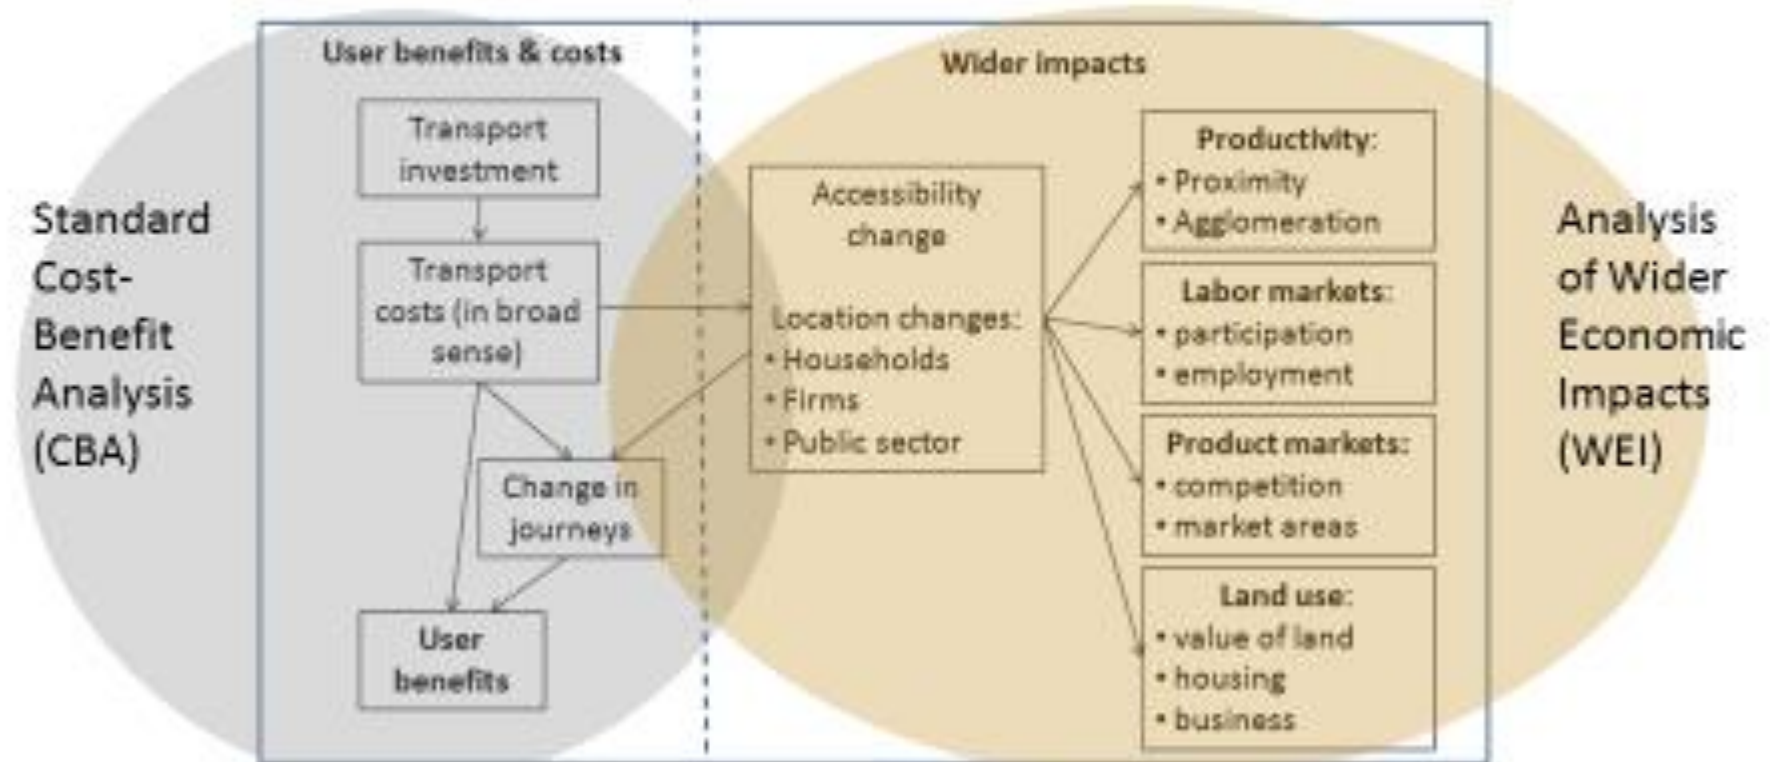 User benefits & costs
Wider impacts
Standard
Cost-
Benefit
Analysis
(CBA)
Transport
investment
Transport
costs (in broad
sense)
Change in
journeys
User
benefits
Accessibility
change
Location changes:
• Households
• Firms
• Public sector
Productivity:
• Proximity
• Agglomeration
Labor markets:
• participation
• employment
Product markets:
• competition
• market areas
Land use:
• value of land
• housing
• business
Analysis
of Wider
Economic
Impacts
(WEI)